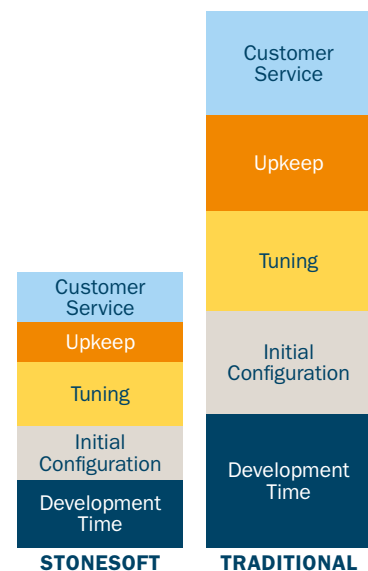 Customer
Service
Upkeep
Tuning
Initial
Configuration
Development
Time
STONESOFT
Customer
Service
Upkeep
Tuning
Initial
Configuration
Development
Time
TRADITIONAL